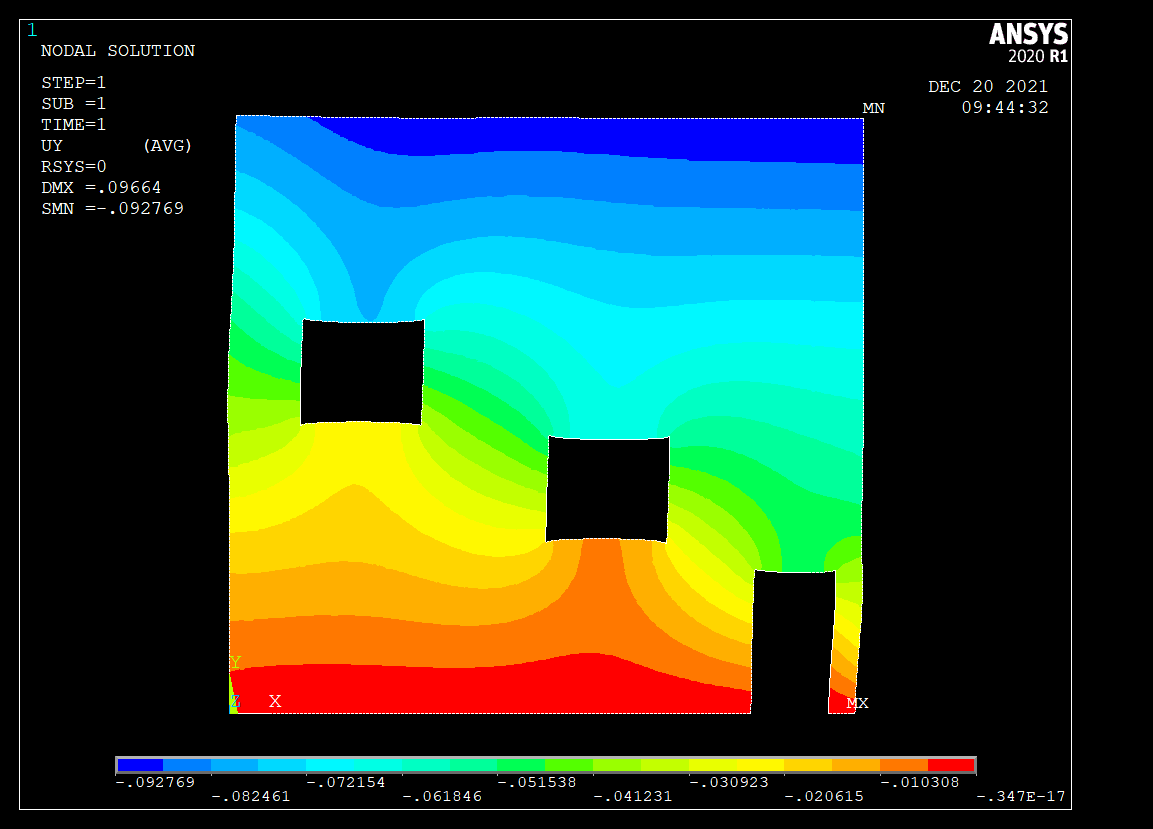 1
ANSYS
2020 R1
NODAL SOLUTION
STEP=1
SUB =1
TIME=1
UY (AVG)
RSYS=0
DMX =.09664
SMN =-.092769
DEC 20 2021
09:44:32
MN
Y
Z X
MX
-.092769 -.072154 -.051538 -.030923 -.010308
-.082461 -.061846 -.041231 -.020615 -.347E-17